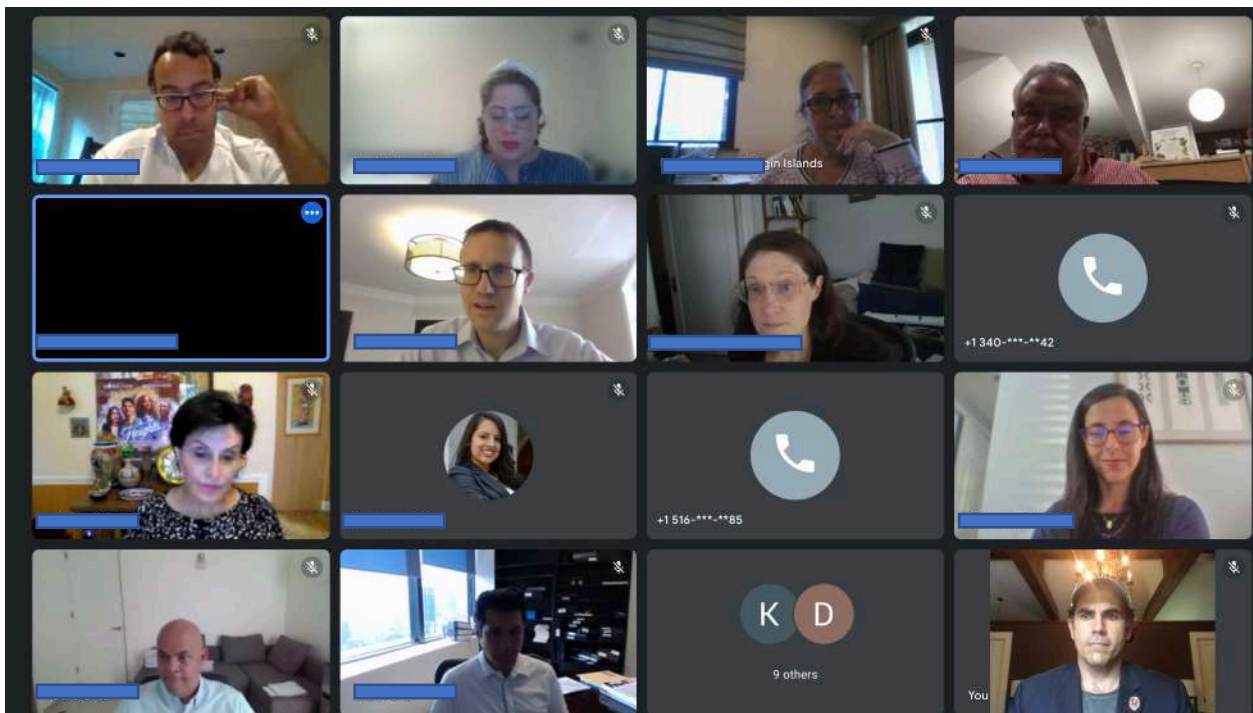 gin Islands
+1 340-***-**42
+1 516-***-**85
K D
9 others
You